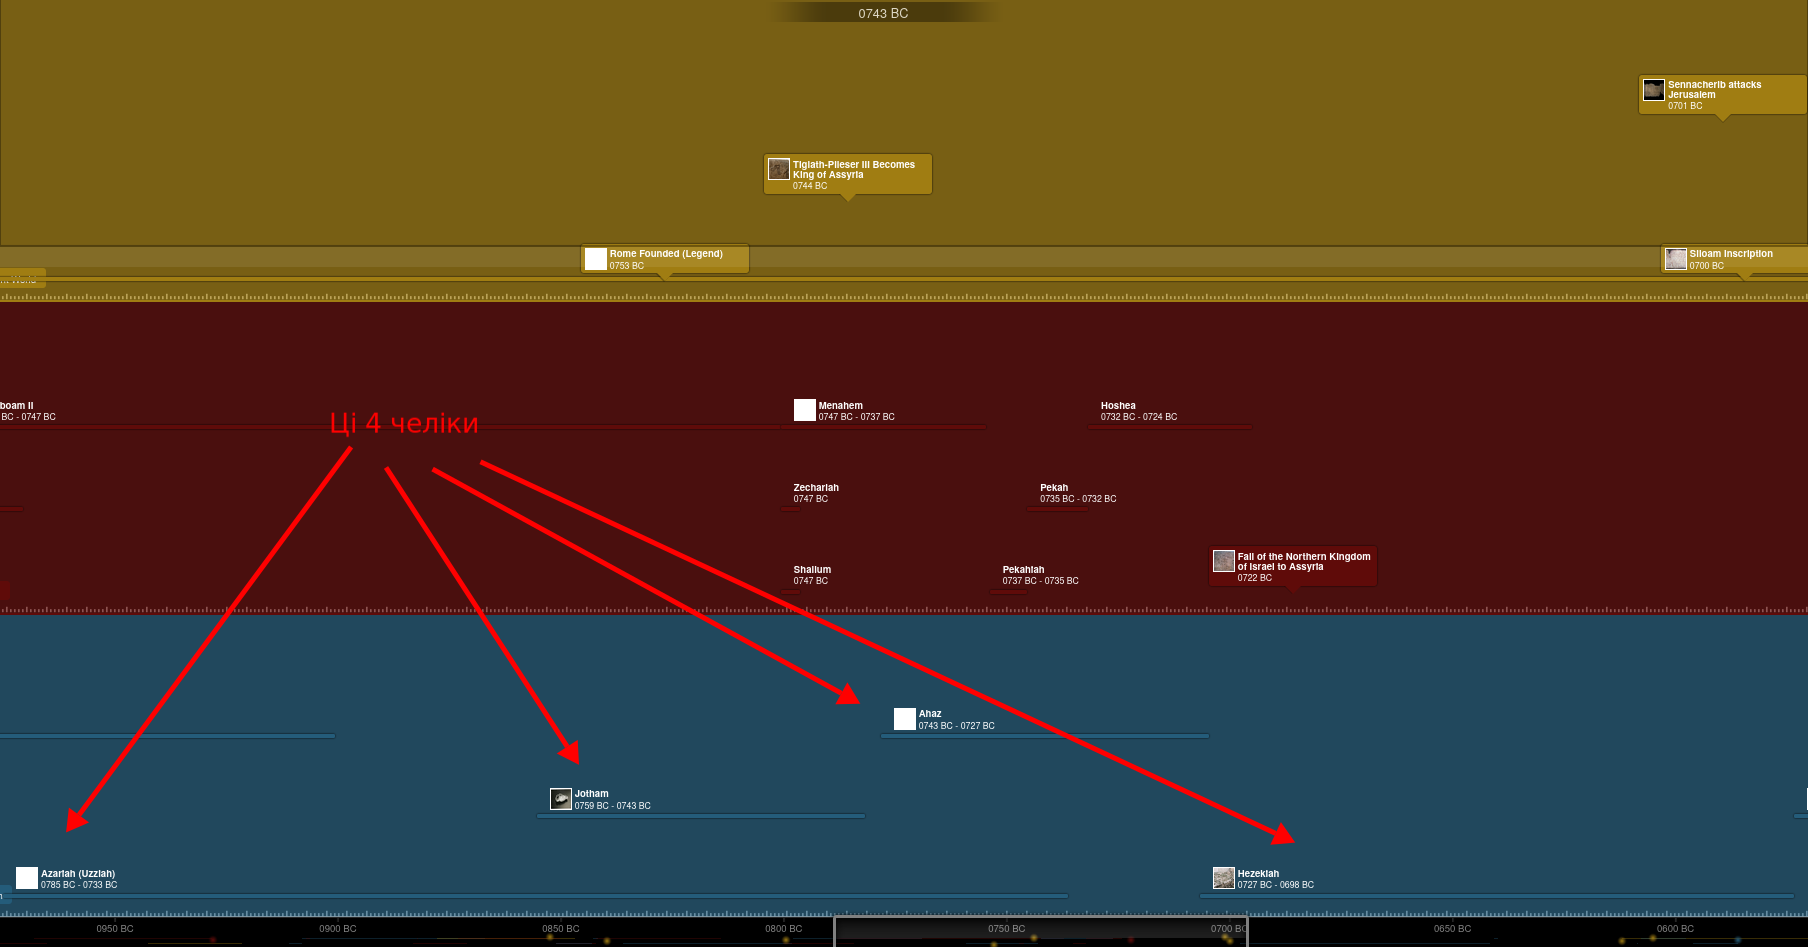 0743 BC
Sennacherib attacks
Jerusalem
0701 BC
Tiglath-Pileser III Becomes
King of Assyria
0744 BC
Rome Founded (Legend)
0753 BC
Siloam Inscription
0700 BC
World
boam II
BC - 0747 BC
Menahem
0747 BC - 0737 BC
Hoshea
0732 BC - 0724 BC
Ці 4 челіки
Zechariah
0747 BC
Pekah
0735 BC - 0732 BC
Shallum
0747 BC
Pekahiah
0737 BC - 0735 BC
Fall of the Northern Kingdom
of Israel to Assyria
0722 BC
Ahaz
0743 BC - 0727 BC
Jotham
0759 BC - 0743 BC
Azariah (Uzziah)
0785 BC - 0733 BC
Hezekiah
0727 BC - 0698 BC
0950 BC
0900 BC
0850 BC
0800 BC
0750 BC
0700 BC
0650 BC
0600 BC